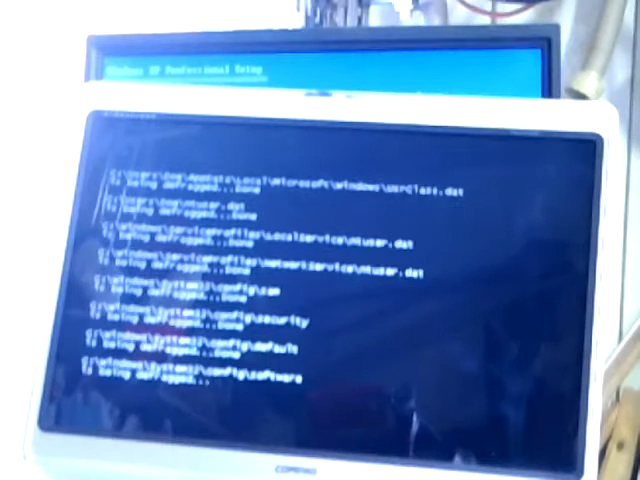 Windows XP Professional Setup
C:\Users\Dog\AppData\Local\Microsoft\Windows\UsrClass.dat
Is being defragged...Done
C:\Users\Dog\ntuser.dat
Is being defragged...Done
C:\Windows\ServiceProfiles\LocalService\ntuser.dat
Is being defragged...Done
C:\Windows\ServiceProfiles\NetworkService\ntuser.dat
Is being defragged...Done
C:\Windows\System32\config\sam
Is being defragged...Done
C:\Windows\System32\config\security
Is being defragged...Done
C:\Windows\System32\config\default
Is being defragged...Done
C:\Windows\System32\config\software
Is being defragged...
COMPAQ